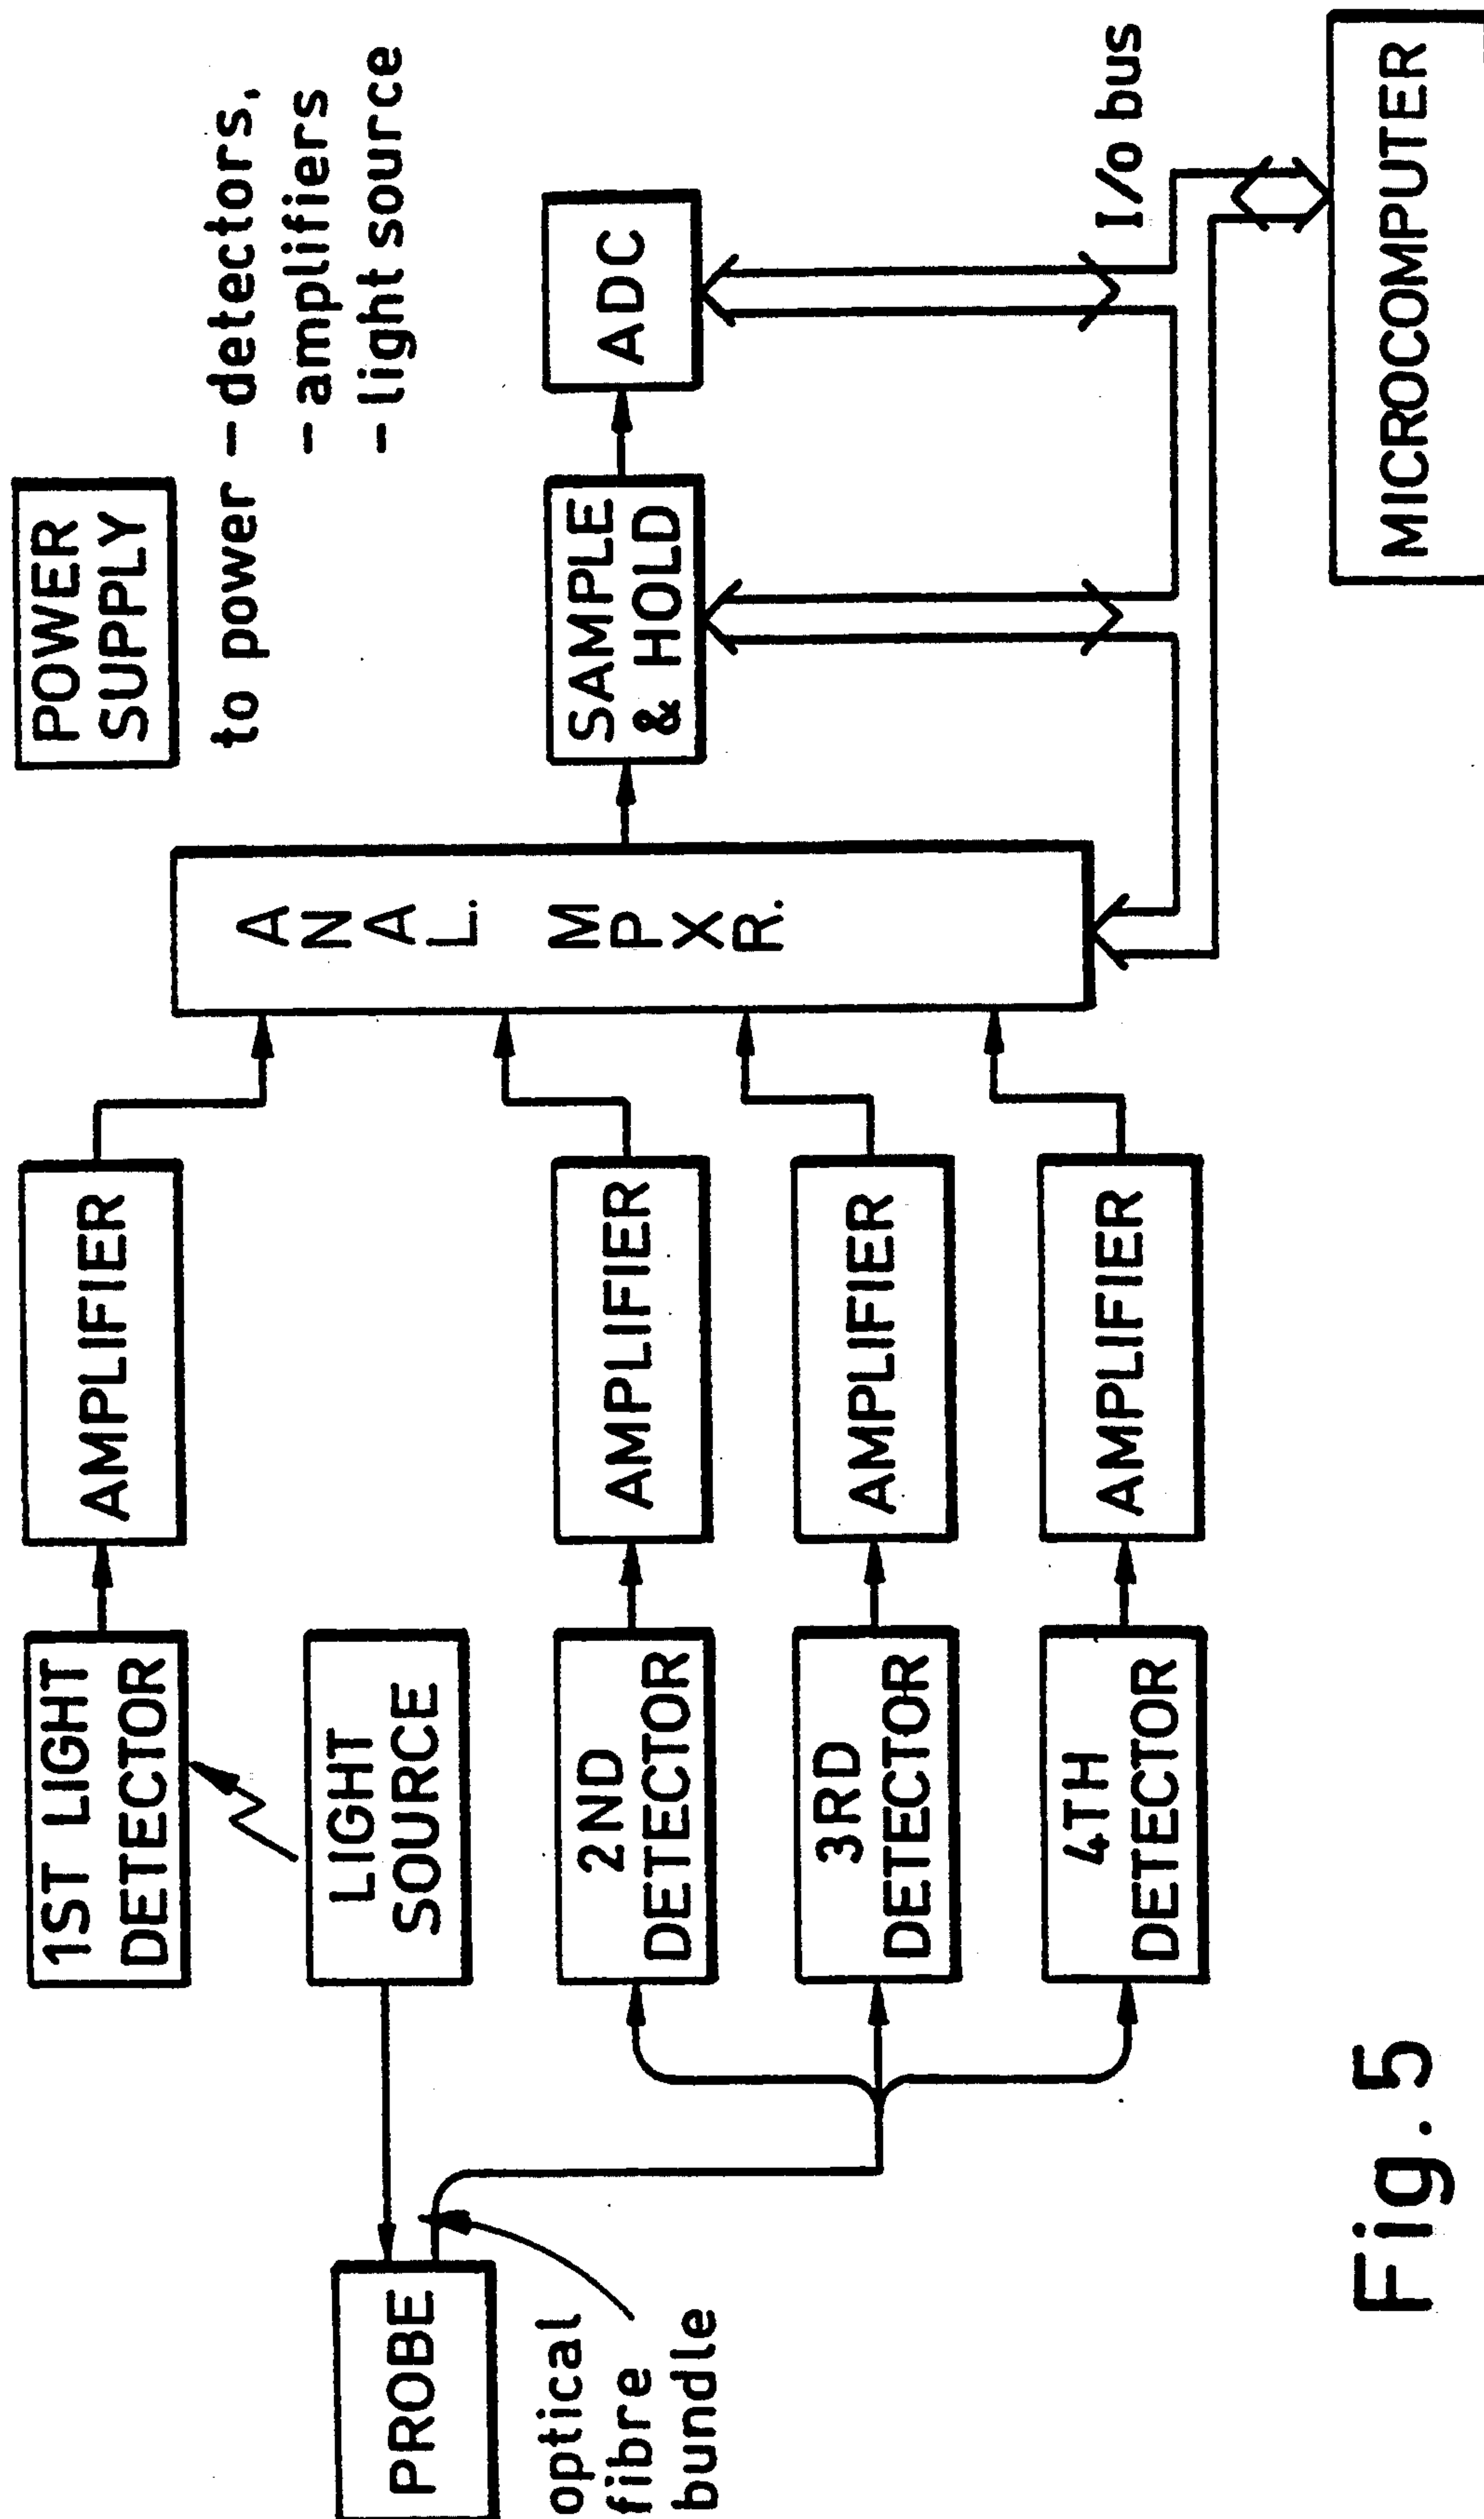 POWER
SUPPLY
to power - detectors,
- amplifiers
- light source
1ST LIGHT
DETECTOR
AMPLIFIER
LIGHT
SOURCE
PROBE
optical
fibre
bundle
2ND
DETECTOR
AMPLIFIER
3RD
DETECTOR
AMPLIFIER
4TH
DETECTOR
AMPLIFIER
ANAL. MPXR.
SAMPLE
& HOLD
ADC
I/o bus
MICROCOMPUTER
Fig. 5